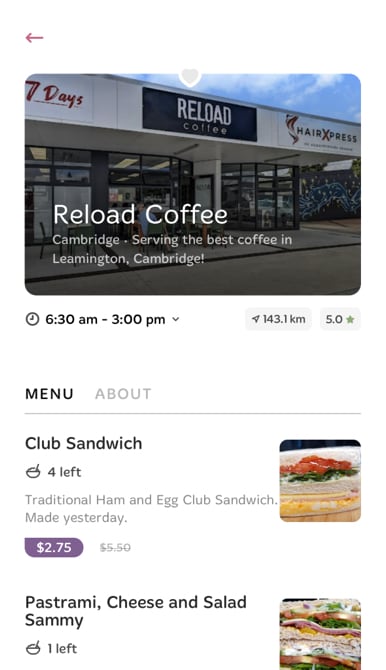 7 Days
RELOAD
coffee
HAIRXPRESS
Reload Coffee
Cambridge · Serving the best coffee in
Leamington, Cambridge!
6:30 am - 3:00 pm
143.1 km
5.0
MENU
ABOUT
Club Sandwich
4 left
Traditional Ham and Egg Club Sandwich.
Made yesterday.
$2.75
$5.50
Pastrami, Cheese and Salad
Sammy
1 left